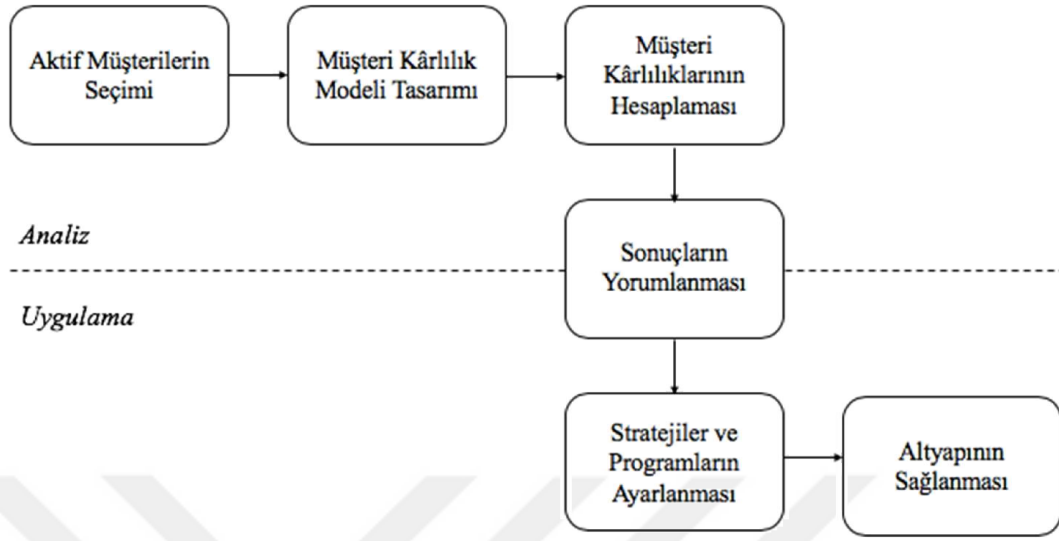 Aktif Müşterilerin
Seçimi
Müşteri Kârlılık
Modeli Tasarımı
Müşteri
Kârlılıklarının
Hesaplaması
Analiz
Sonuçların
Yorumlanması
Uygulama
Stratejiler ve
Programların
Ayarlanması
Altyapının
Sağlanması